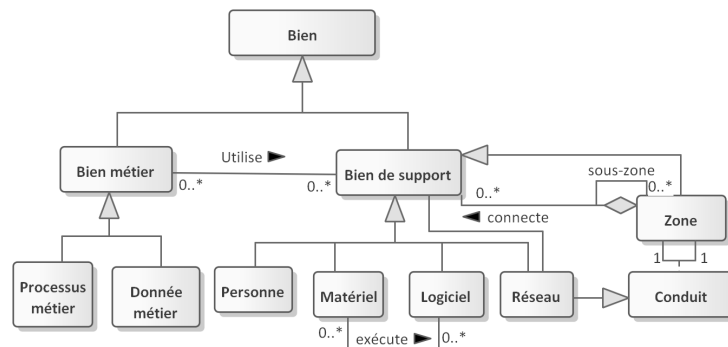 Bien
Utilise
sous-zone
Bien métier
Bien de support
0..*
0..*
0..*
0..*
connecte
Zone
1
1
Processus
métier
Donnée
métier
Personne
Matériel
Logiciel
Réseau
Conduit
0..*
exécute
0..*